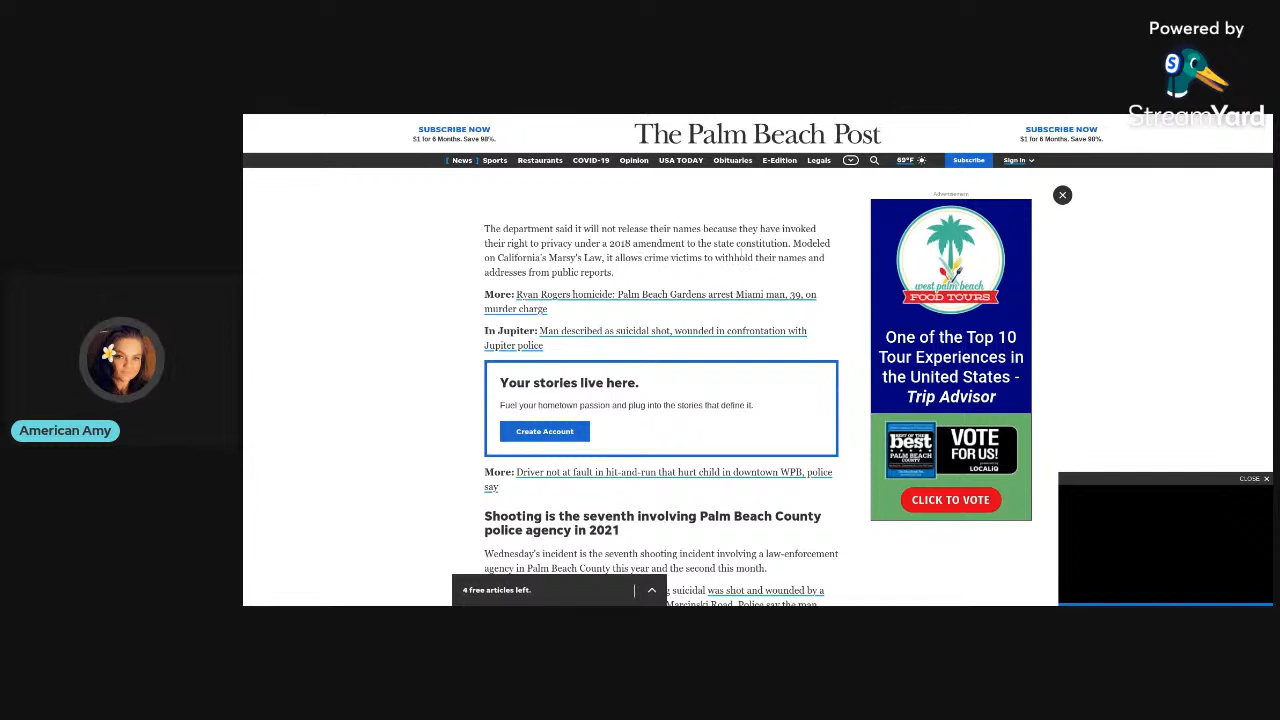 Powered by
StreamYard
SUBSCRIBE NOW
$1 for 6 Months. Save 98%.
The Palm Beach Post
SUBSCRIBE NOW
$1 for 6 Months. Save 98%.
[ News ] Sports Restaurants COVID-19 Opinion USA TODAY Obituaries E-Edition Legals 69°F Subscribe Sign In
Advertisement
The department said it will not release their names because they have invoked
their right to privacy under a 2018 amendment to the state constitution. Modeled
on California's Marsy's Law, it allows crime victims to withhold their names and
addresses from public reports.
More: Ryan Rogers homicide: Palm Beach Gardens arrest Miami man, 39, on
murder charge
In Jupiter: Man described as suicidal shot, wounded in confrontation with
Jupiter police
Your stories live here.
Fuel your hometown passion and plug into the stories that define it.
Create Account
More: Driver not at fault in hit-and-run that hurt child in downtown WPB, police
say
Shooting is the seventh involving Palm Beach County
police agency in 2021
Wednesday's incident is the seventh shooting incident involving a law-enforcement
agency in Palm Beach County this year and the second this month.
g suicidal was shot and wounded by a
Marcinski Road. Police say the man
4 free articles left.
west palm beach
FOOD TOURS
One of the Top 10
Tour Experiences in
the United States -
Trip Advisor
BEST OF THE
best
PALM BEACH
COUNTY
VOTE
FOR US!
LOCALiQ
CLICK TO VOTE
CLOSE X
American Amy